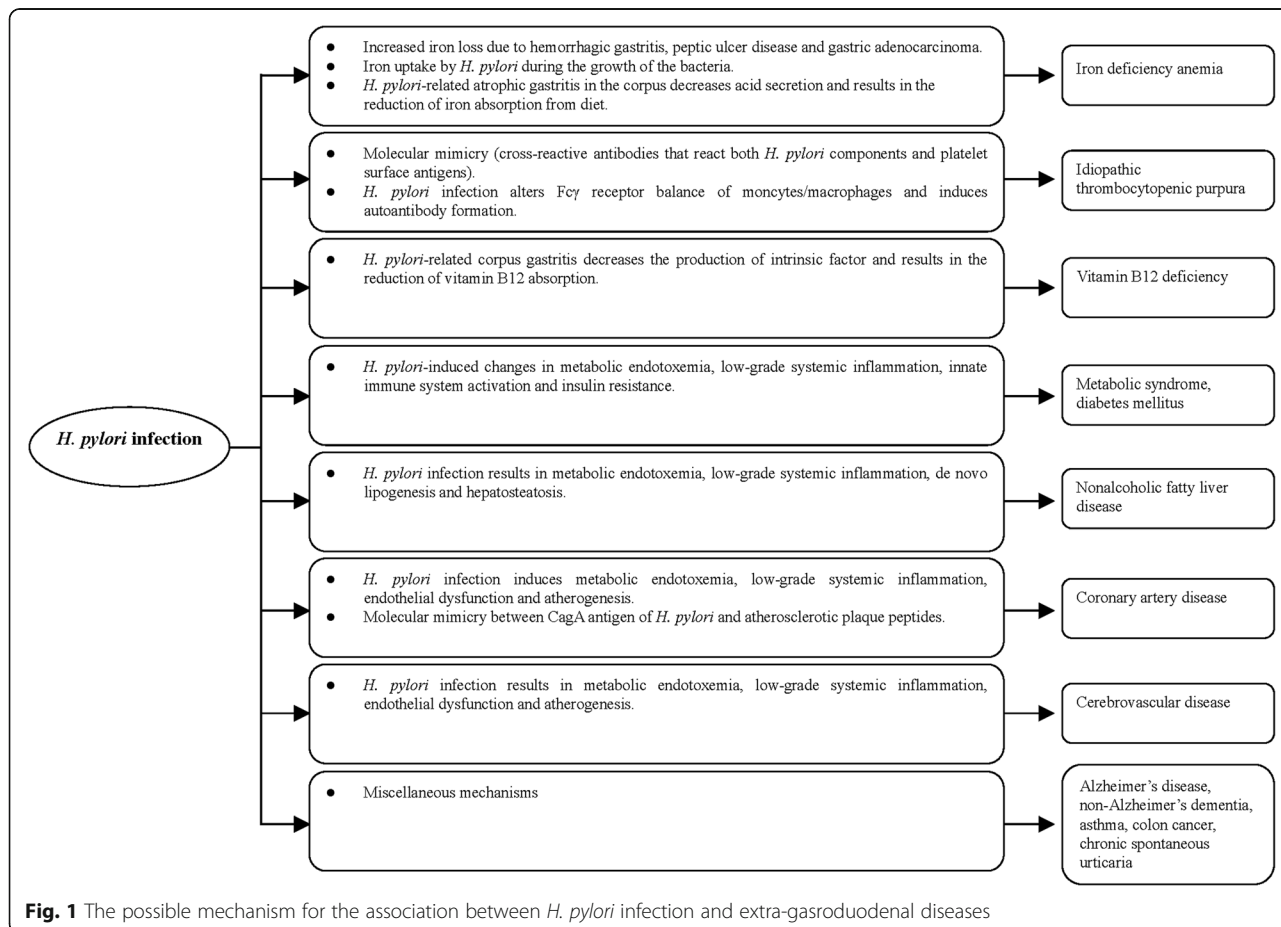 ● Increased iron loss due to hemorrhagic gastritis, peptic ulcer disease and gastric adenocarcinoma.
● Iron uptake by H. pylori during the growth of the bacteria.
● H. pylori-related atrophic gastritis in the corpus decreases acid secretion and results in the
reduction of iron absorption from diet.
Iron deficiency anemia
● Molecular mimicry (cross-reactive antibodies that react both H. pylori components and platelet
surface antigens).
● H. pylori infection alters Fcγ receptor balance of moncytes/macrophages and induces
autoantibody formation.
Idiopathic
thrombocytopenic purpura
● H. pylori-related corpus gastritis decreases the production of intrinsic factor and results in the
reduction of vitamin B12 absorption.
Vitamin B12 deficiency
● H. pylori-induced changes in metabolic endotoxemia, low-grade systemic inflammation, innate
immune system activation and insulin resistance.
Metabolic syndrome,
diabetes mellitus
H. pylori infection
● H. pylori infection results in metabolic endotoxemia, low-grade systemic inflammation, de novo
lipogenesis and hepatosteatosis.
Nonalcoholic fatty liver
disease
● H. pylori infection induces metabolic endotoxemia, low-grade systemic inflammation,
endothelial dysfunction and atherogenesis.
● Molecular mimicry between CagA antigen of H. pylori and atherosclerotic plaque peptides.
Coronary artery disease
● H. pylori infection results in metabolic endotoxemia, low-grade systemic inflammation,
endothelial dysfunction and atherogenesis.
Cerebrovascular disease
● Miscellaneous mechanisms
Alzheimer’s disease,
non-Alzheimer’s dementia,
asthma, colon cancer,
chronic spontaneous
urticaria
Fig. 1 The possible mechanism for the association between H. pylori infection and extra-gasroduodenal diseases